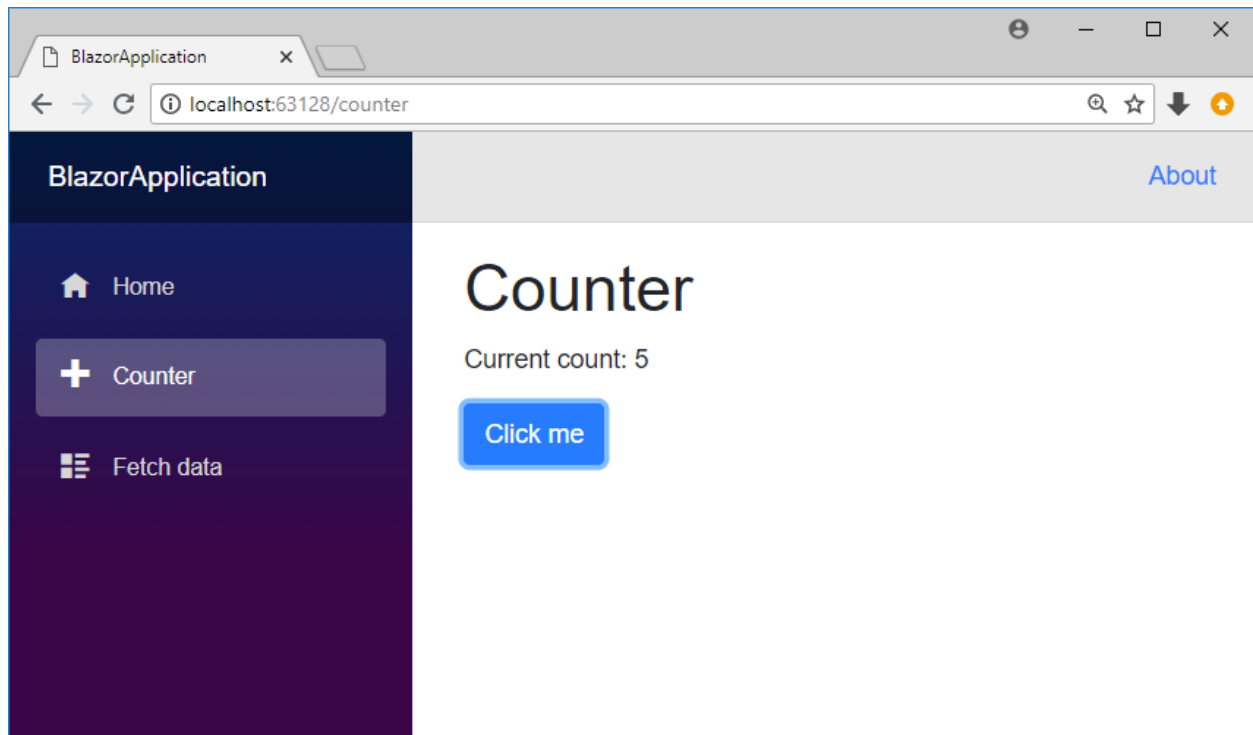 BlazorApplication
localhost:63128/counter
BlazorApplication
About
Home
Counter
Fetch data
Counter
Current count: 5
Click me